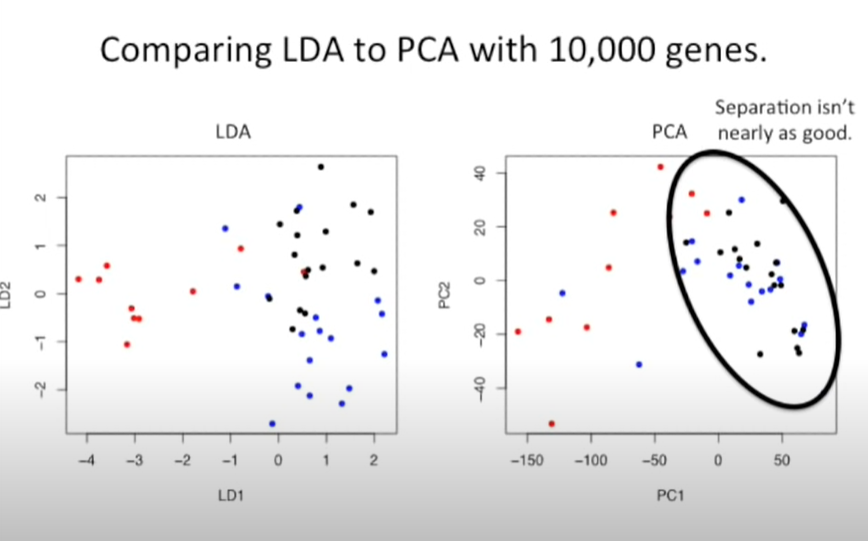 Comparing LDA to PCA with 10,000 genes.
Separation isn't
nearly as good.
LDA
PCA
2
1
0
−1
−2
LD2
−4 −3 −2 −1 0 1 2
LD1
40
20
0
−20
−40
PC2
−150 −100 −50 0 50
PC1